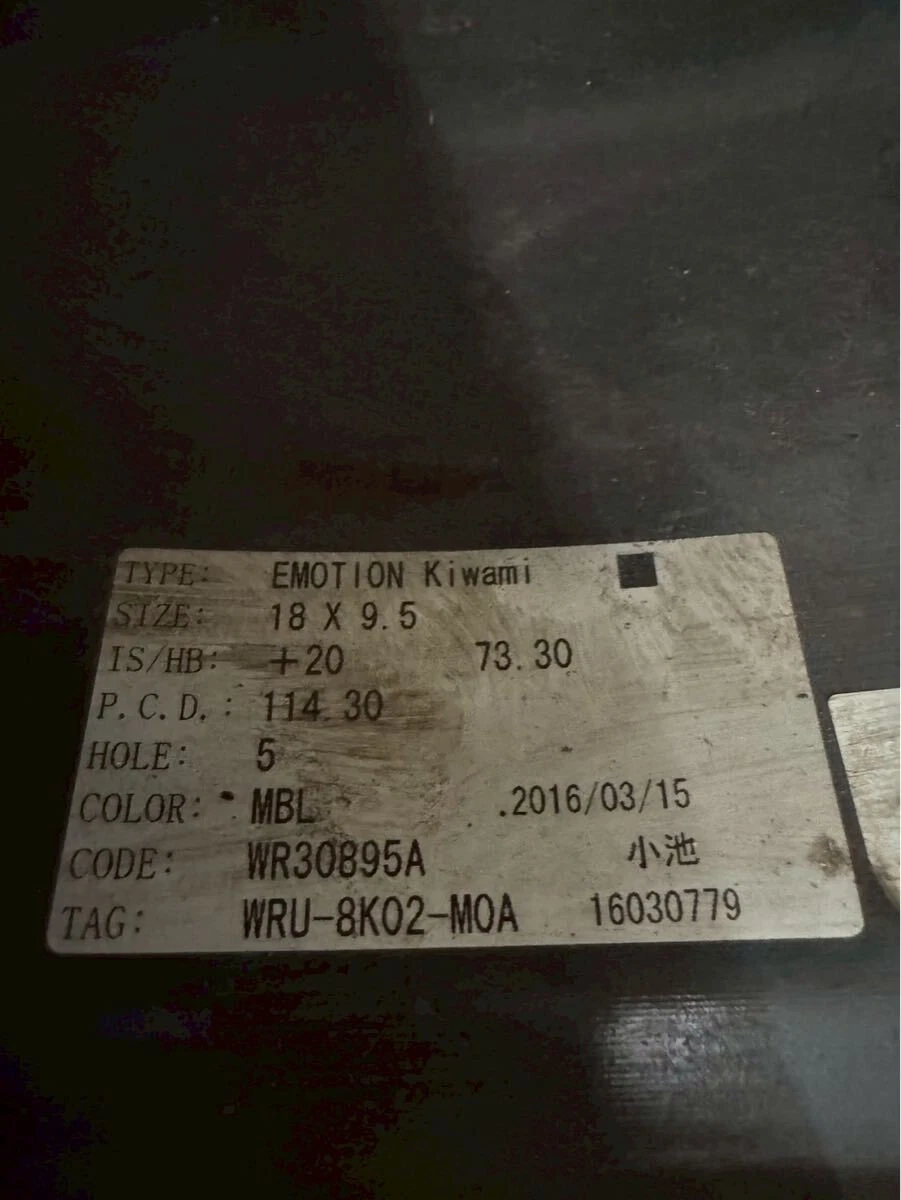 TYPE: EMOTION Kiwami
SIZE: 18 X 9.5
IS/HB: +20 73.30
P.C.D.: 114.30
HOLE: 5
COLOR: MBL .2016/03/15
CODE: WR30895A 小池
TAG: WRU-8K02-M0A 16030779